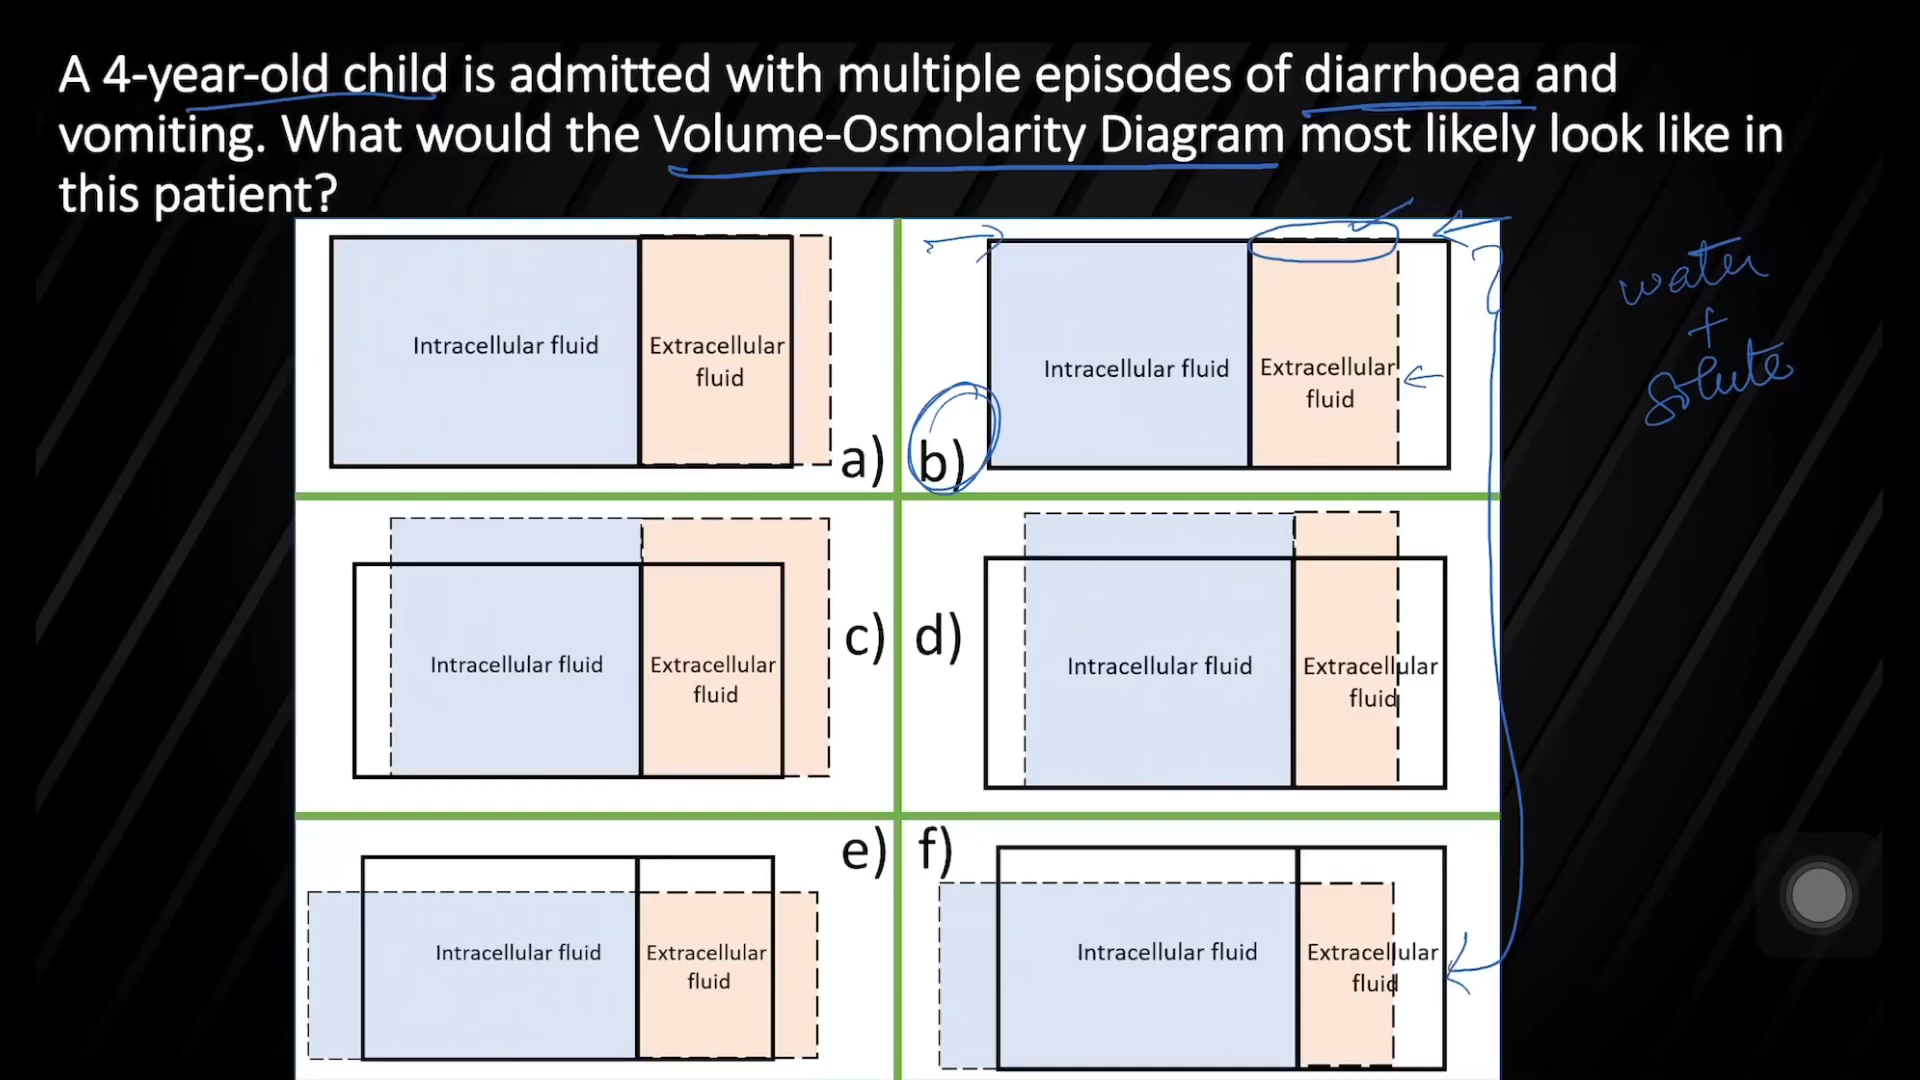 A 4-year-old child is admitted with multiple episodes of diarrhoea and
vomiting. What would the Volume-Osmolarity Diagram most likely look like in
this patient?
Intracellular fluid
Extracellular
fluid
a)
Intracellular fluid
Extracellular
fluid
b)
water
+
solute
Intracellular fluid
Extracellular
fluid
c)
d)
Intracellular fluid
Extracellular
fluid
e)
Intracellular fluid
Extracellular
fluid
f)
Intracellular fluid
Extracellular
fluid